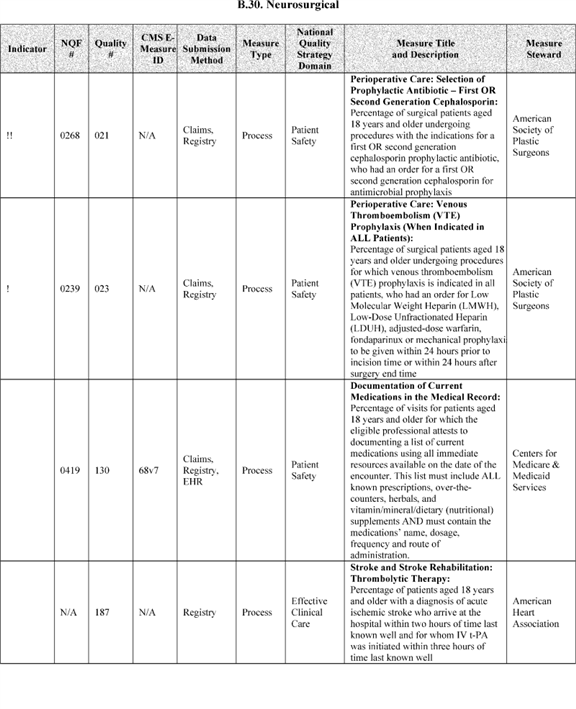 B.30. Neurosurgical
Indicator
NQF
#
Quality
#
CMS E-
Measure
ID
Data
Submission
Method
Measure
Type
National
Quality
Strategy
Domain
Measure Title
and Description
Measure
Steward
!!
0268
021
N/A
Claims,
Registry
Process
Patient
Safety
Perioperative Care: Selection of
Prophylactic Antibiotic – First OR
Second Generation Cephalosporin:
Percentage of surgical patients aged
18 years and older undergoing
procedures with the indications for a
first OR second generation
cephalosporin prophylactic antibiotic,
who had an order for a first OR
second generation cephalosporin for
antimicrobial prophylaxis
American
Society of
Plastic
Surgeons
!
0239
023
N/A
Claims,
Registry
Process
Patient
Safety
Perioperative Care: Venous
Thromboembolism (VTE)
Prophylaxis (When Indicated in
ALL Patients):
Percentage of surgical patients aged 18
years and older undergoing procedures
for which venous thromboembolism
(VTE) prophylaxis is indicated in all
patients, who had an order for Low
Molecular Weight Heparin (LMWH),
Low-Dose Unfractionated Heparin
(LDUH), adjusted-dose warfarin,
fondaparinux or mechanical prophylaxi
to be given within 24 hours prior to
incision time or within 24 hours after
surgery end time
American
Society of
Plastic
Surgeons
0419
130
68v7
Claims,
Registry,
EHR
Process
Patient
Safety
Documentation of Current
Medications in the Medical Record:
Percentage of visits for patients aged
18 years and older for which the
eligible professional attests to
documenting a list of current
medications using all immediate
resources available on the date of the
encounter. This list must include ALL
known prescriptions, over-the-
counters, herbals, and
vitamin/mineral/dietary (nutritional)
supplements AND must contain the
medications' name, dosage,
frequency and route of
administration.
Centers for
Medicare &
Medicaid
Services
N/A
187
N/A
Registry
Process
Effective
Clinical
Care
Stroke and Stroke Rehabilitation:
Thrombolytic Therapy:
Percentage of patients aged 18 years
and older with a diagnosis of acute
ischemic stroke who arrive at the
hospital within two hours of time last
known well and for whom IV t-PA
was initiated within three hours of
time last known well
American
Heart
Association